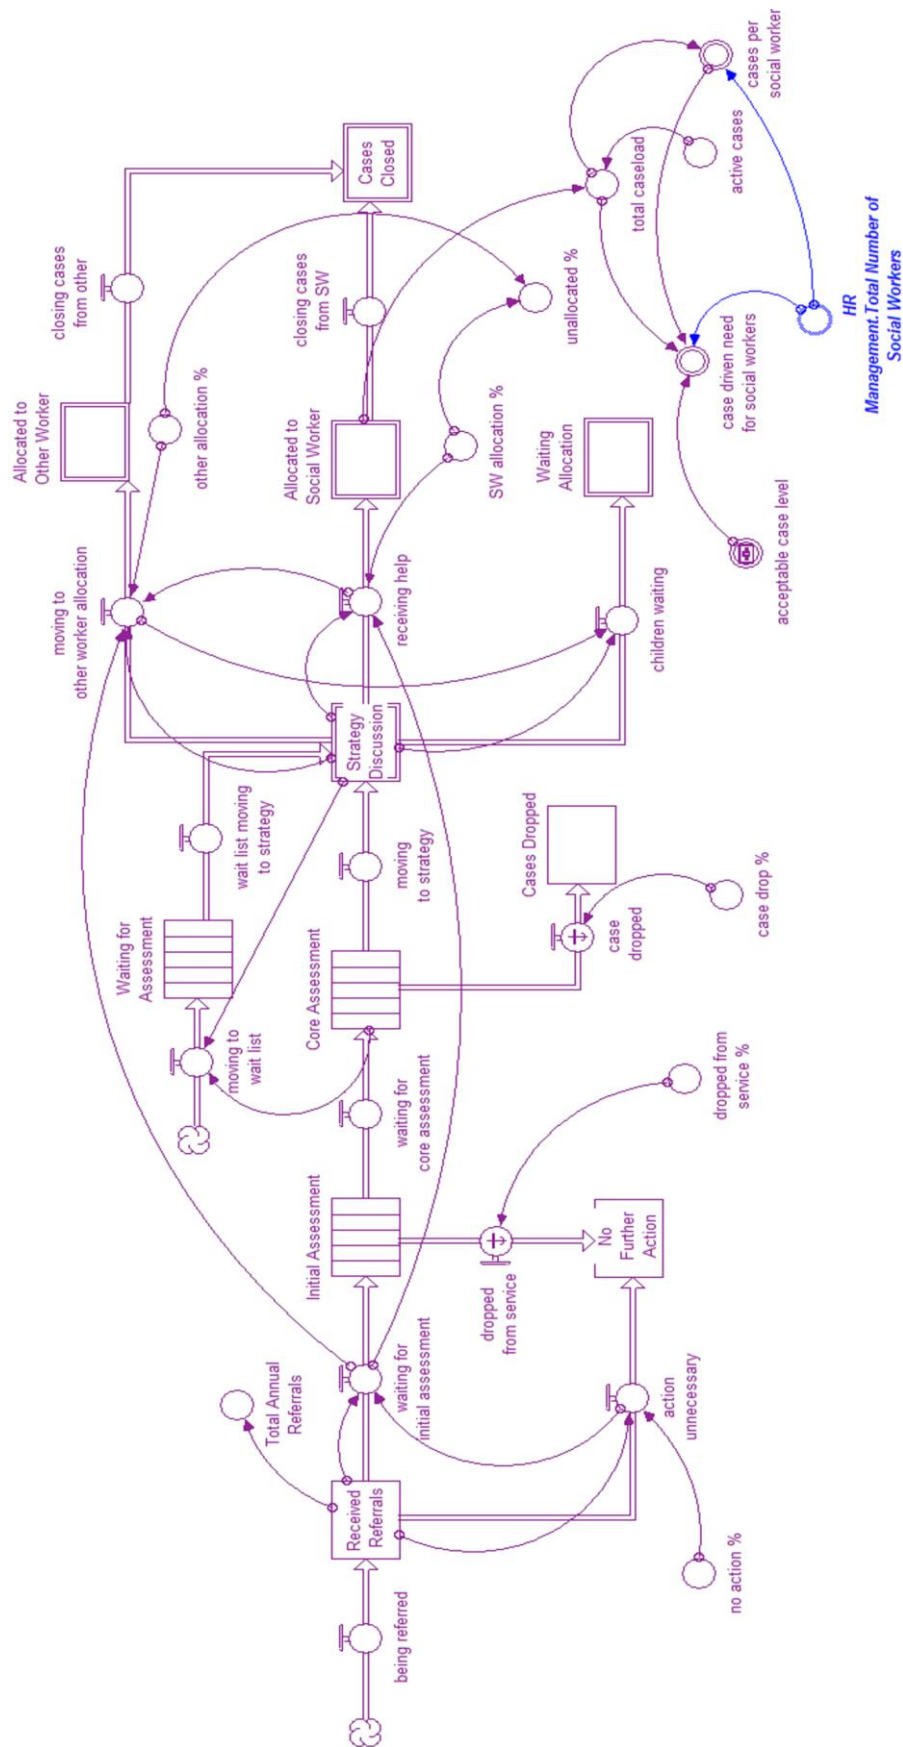 Allocated to
Other Worker
closing cases
from other
moving to
other worker allocation
other allocation %
Waiting for
Assessment
wait list moving
to strategy
moving to
wait list
Total Annual
Referrals
being referred
Received
Referrals
waiting for
initial assessment
Initial Assessment
waiting for
core assessment
Core Assessment
moving
to strategy
Strategy
Discussion
receiving help
Allocated to
Social Worker
closing cases
from SW
Cases
Closed
SW allocation %
unallocated %
no action %
action
unnecessary
dropped
from service
No
Further
Action
dropped from
service %
case
dropped
Cases Dropped
case drop %
children waiting
Waiting
Allocation
total caseload
active cases
cases per
social worker
acceptable case level
case driven need
for social workers
HR
Management.Total Number of
Social Workers